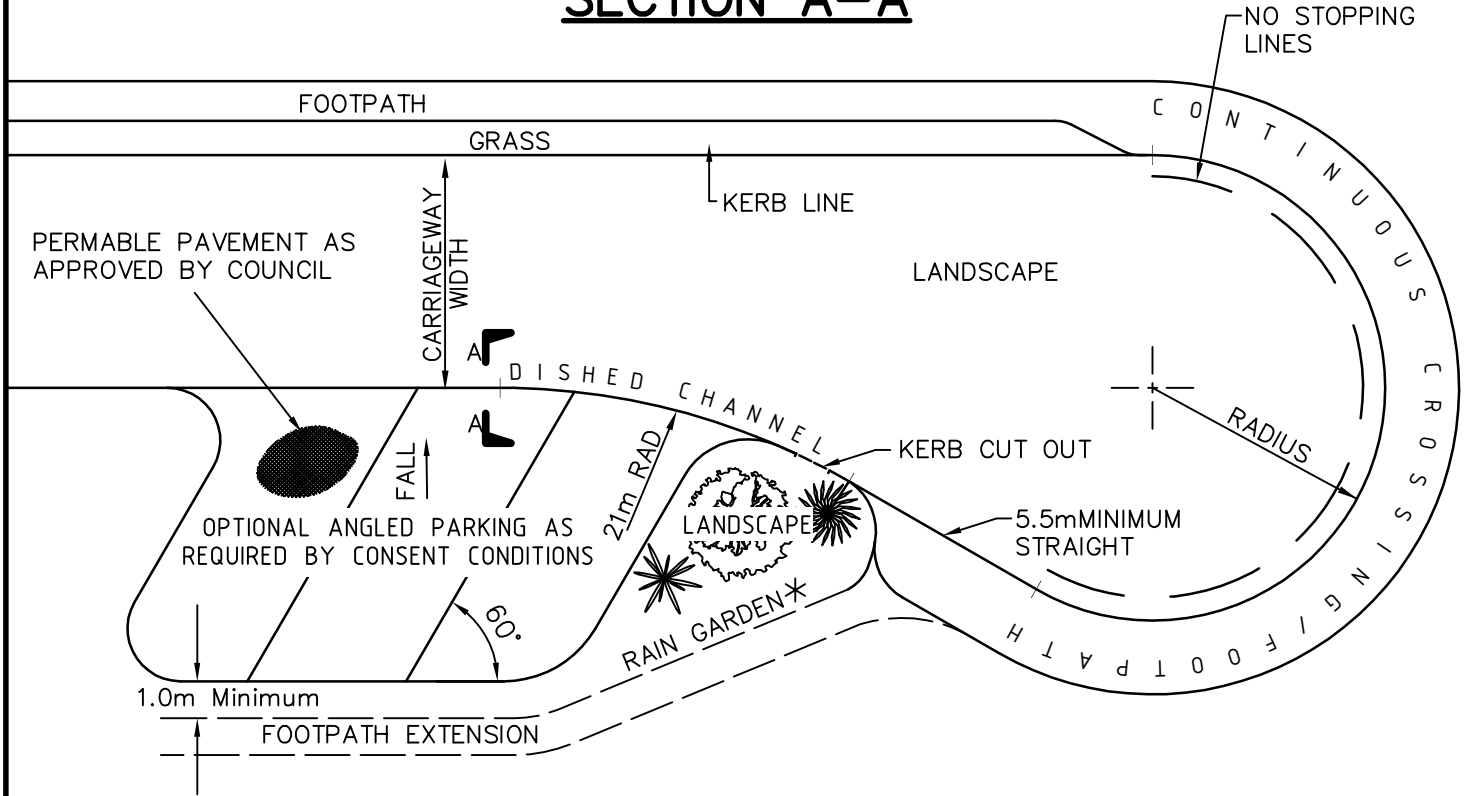 SECTION A-A
NO STOPPING
LINES
FOOTPATH
GRASS
CONTINUOUS CROSSING/FOOTPATH
KERB LINE
CARRIAGEWAY
WIDTH
PERMABLE PAVEMENT AS
APPROVED BY COUNCIL
LANDSCAPE
A
DISHED CHANNEL
A
KERB CUT OUT
RADIUS
FALL
21m RAD
OPTIONAL ANGLED PARKING AS
REQUIRED BY CONSENT CONDITIONS
LANDSCAPE
5.5mMINIMUM
STRAIGHT
60°
RAIN GARDEN*
1.0m Minimum
FOOTPATH EXTENSION